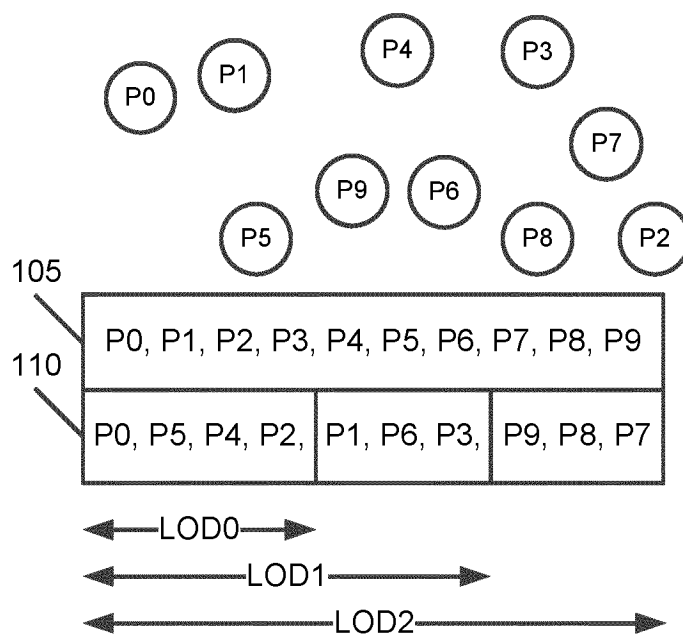 P4 P3
P1
P0
P7
P9 P6
P5 P8 P2
105
P0, P1, P2, P3, P4, P5, P6, P7, P8, P9
110
P0, P5, P4, P2, P1, P6, P3, P9, P8, P7
LOD0
LOD1
LOD2